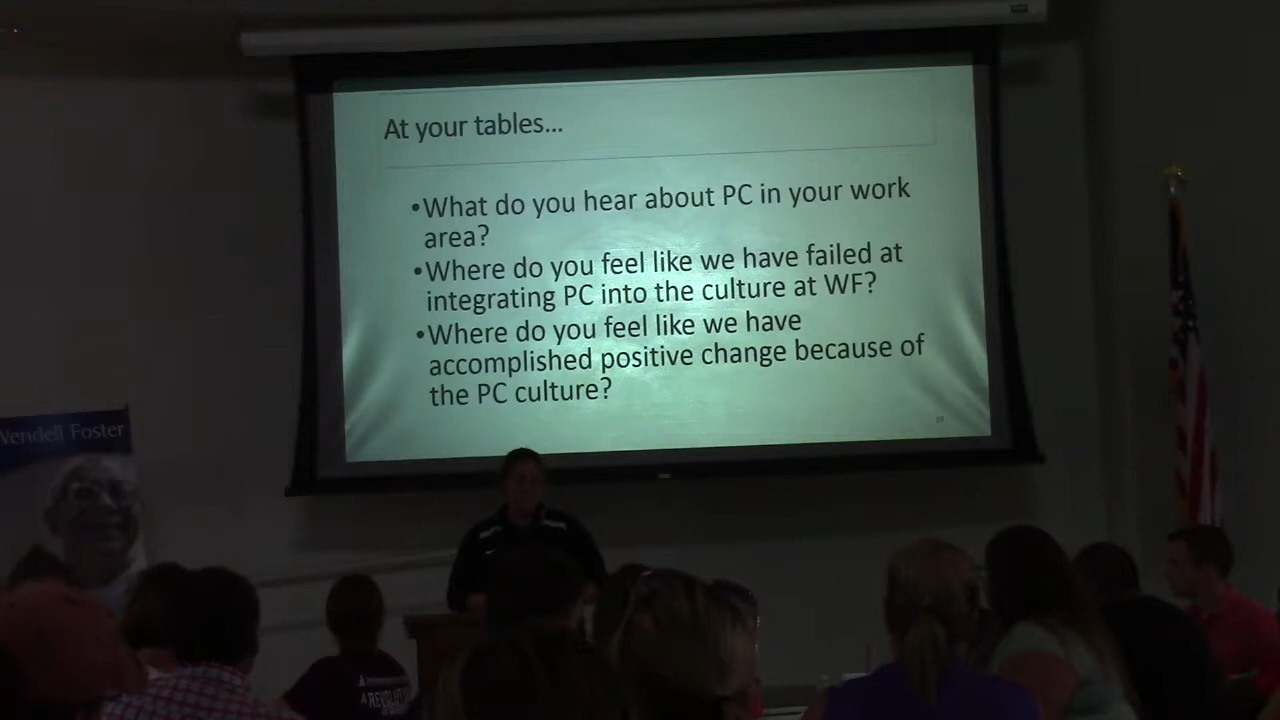 At your tables...
•What do you hear about PC in your work
area?
•Where do you feel like we have failed at
integrating PC into the culture at WF?
•Where do you feel like we have
accomplished positive change because of
the PC culture?
Wendell Foster